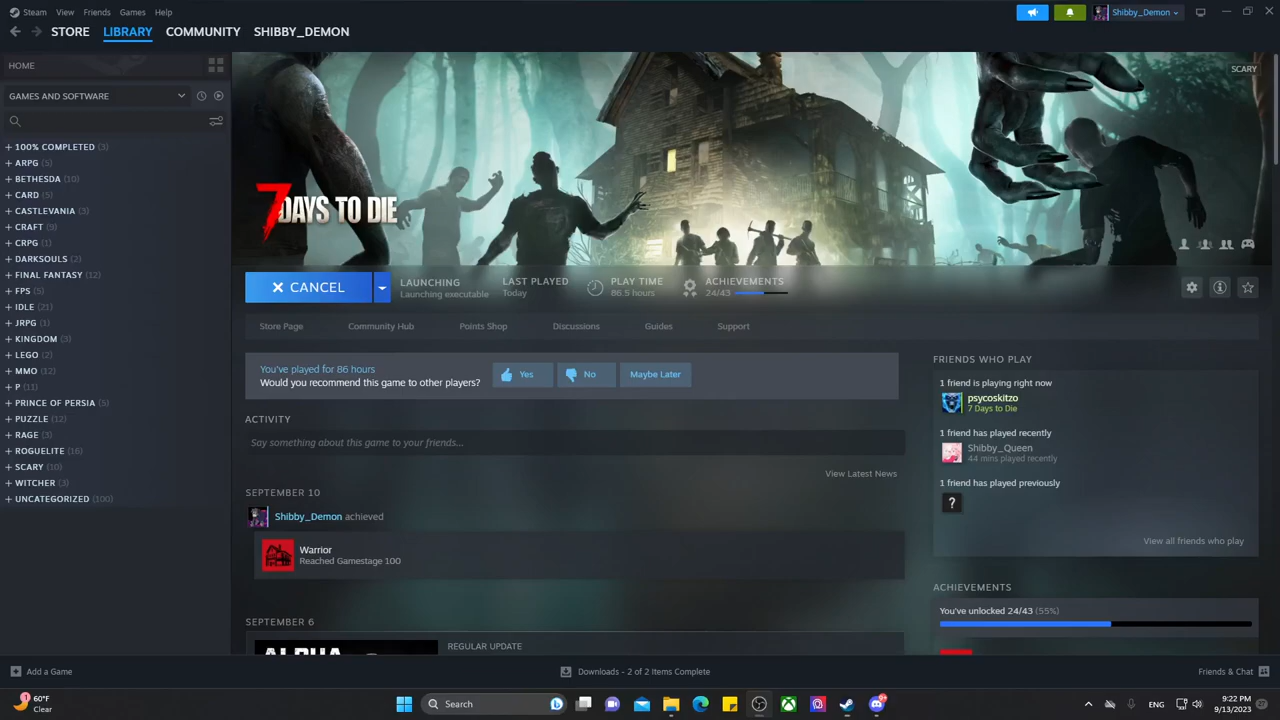 Steam View Friends Games Help
Shibby_Demon
STORE LIBRARY COMMUNITY SHIBBY_DEMON
HOME
GAMES AND SOFTWARE
+ 100% COMPLETED (3)
+ ARPG (5)
+ BETHESDA (10)
+ CARD (5)
+ CASTLEVANIA (3)
+ CRAFT (9)
+ CRPG (1)
+ DARKSOULS (2)
+ FINAL FANTASY (12)
+ FPS (5)
+ IDLE (21)
+ JRPG (1)
+ KINGDOM (3)
+ LEGO (2)
+ MMO (12)
+ P (11)
+ PRINCE OF PERSIA (5)
+ PUZZLE (12)
+ RAGE (3)
+ ROGUELITE (16)
+ SCARY (10)
+ WITCHER (3)
+ UNCATEGORIZED (100)
SCARY
7 DAYS TO DIE
CANCEL
LAUNCHING
Launching executable
LAST PLAYED
Today
PLAY TIME
86.5 hours
ACHIEVEMENTS
24/43
Store Page Community Hub Points Shop Discussions Guides Support
You've played for 86 hours
Would you recommend this game to other players?
Yes No Maybe Later
ACTIVITY
Say something about this game to your friends...
View Latest News
SEPTEMBER 10
Shibby_Demon achieved
Warrior
Reached Gamestage 100
SEPTEMBER 6
REGULAR UPDATE
ALPHA
FRIENDS WHO PLAY
1 friend is playing right now
psycoskitzo
7 Days to Die
1 friend has played recently
Shibby_Queen
44 mins played recently
1 friend has played previously
?
View all friends who play
ACHIEVEMENTS
You've unlocked 24/43 (55%)
Add a Game
Downloads - 2 of 2 Items Complete
Friends & Chat
1
60°F
Clear
Search
9+
ENG
9:22 PM
9/13/2023